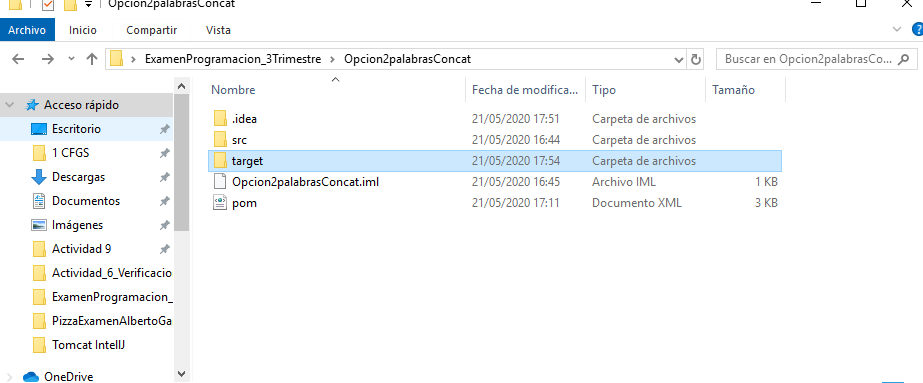 Opcion2palabrasConcat
Archivo Inicio Compartir Vista
ExamenProgramacion_3Trimestre Opcion2palabrasConcat
Buscar en Opcion2palabrasCo...
Nombre Fecha de modifica... Tipo Tamaño
Acceso rápido
Escritorio
1 CFGS
Descargas
Documentos
Imágenes
Actividad 9
Actividad_6_Verificacio
ExamenProgramacion_
PizzaExamenAlbertoGa
Tomcat IntellJ
OneDrive
.idea 21/05/2020 17:51 Carpeta de archivos
src 21/05/2020 16:44 Carpeta de archivos
target 21/05/2020 17:54 Carpeta de archivos
Opcion2palabrasConcat.iml 21/05/2020 16:45 Archivo IML 1 KB
pom 21/05/2020 17:11 Documento XML 3 KB